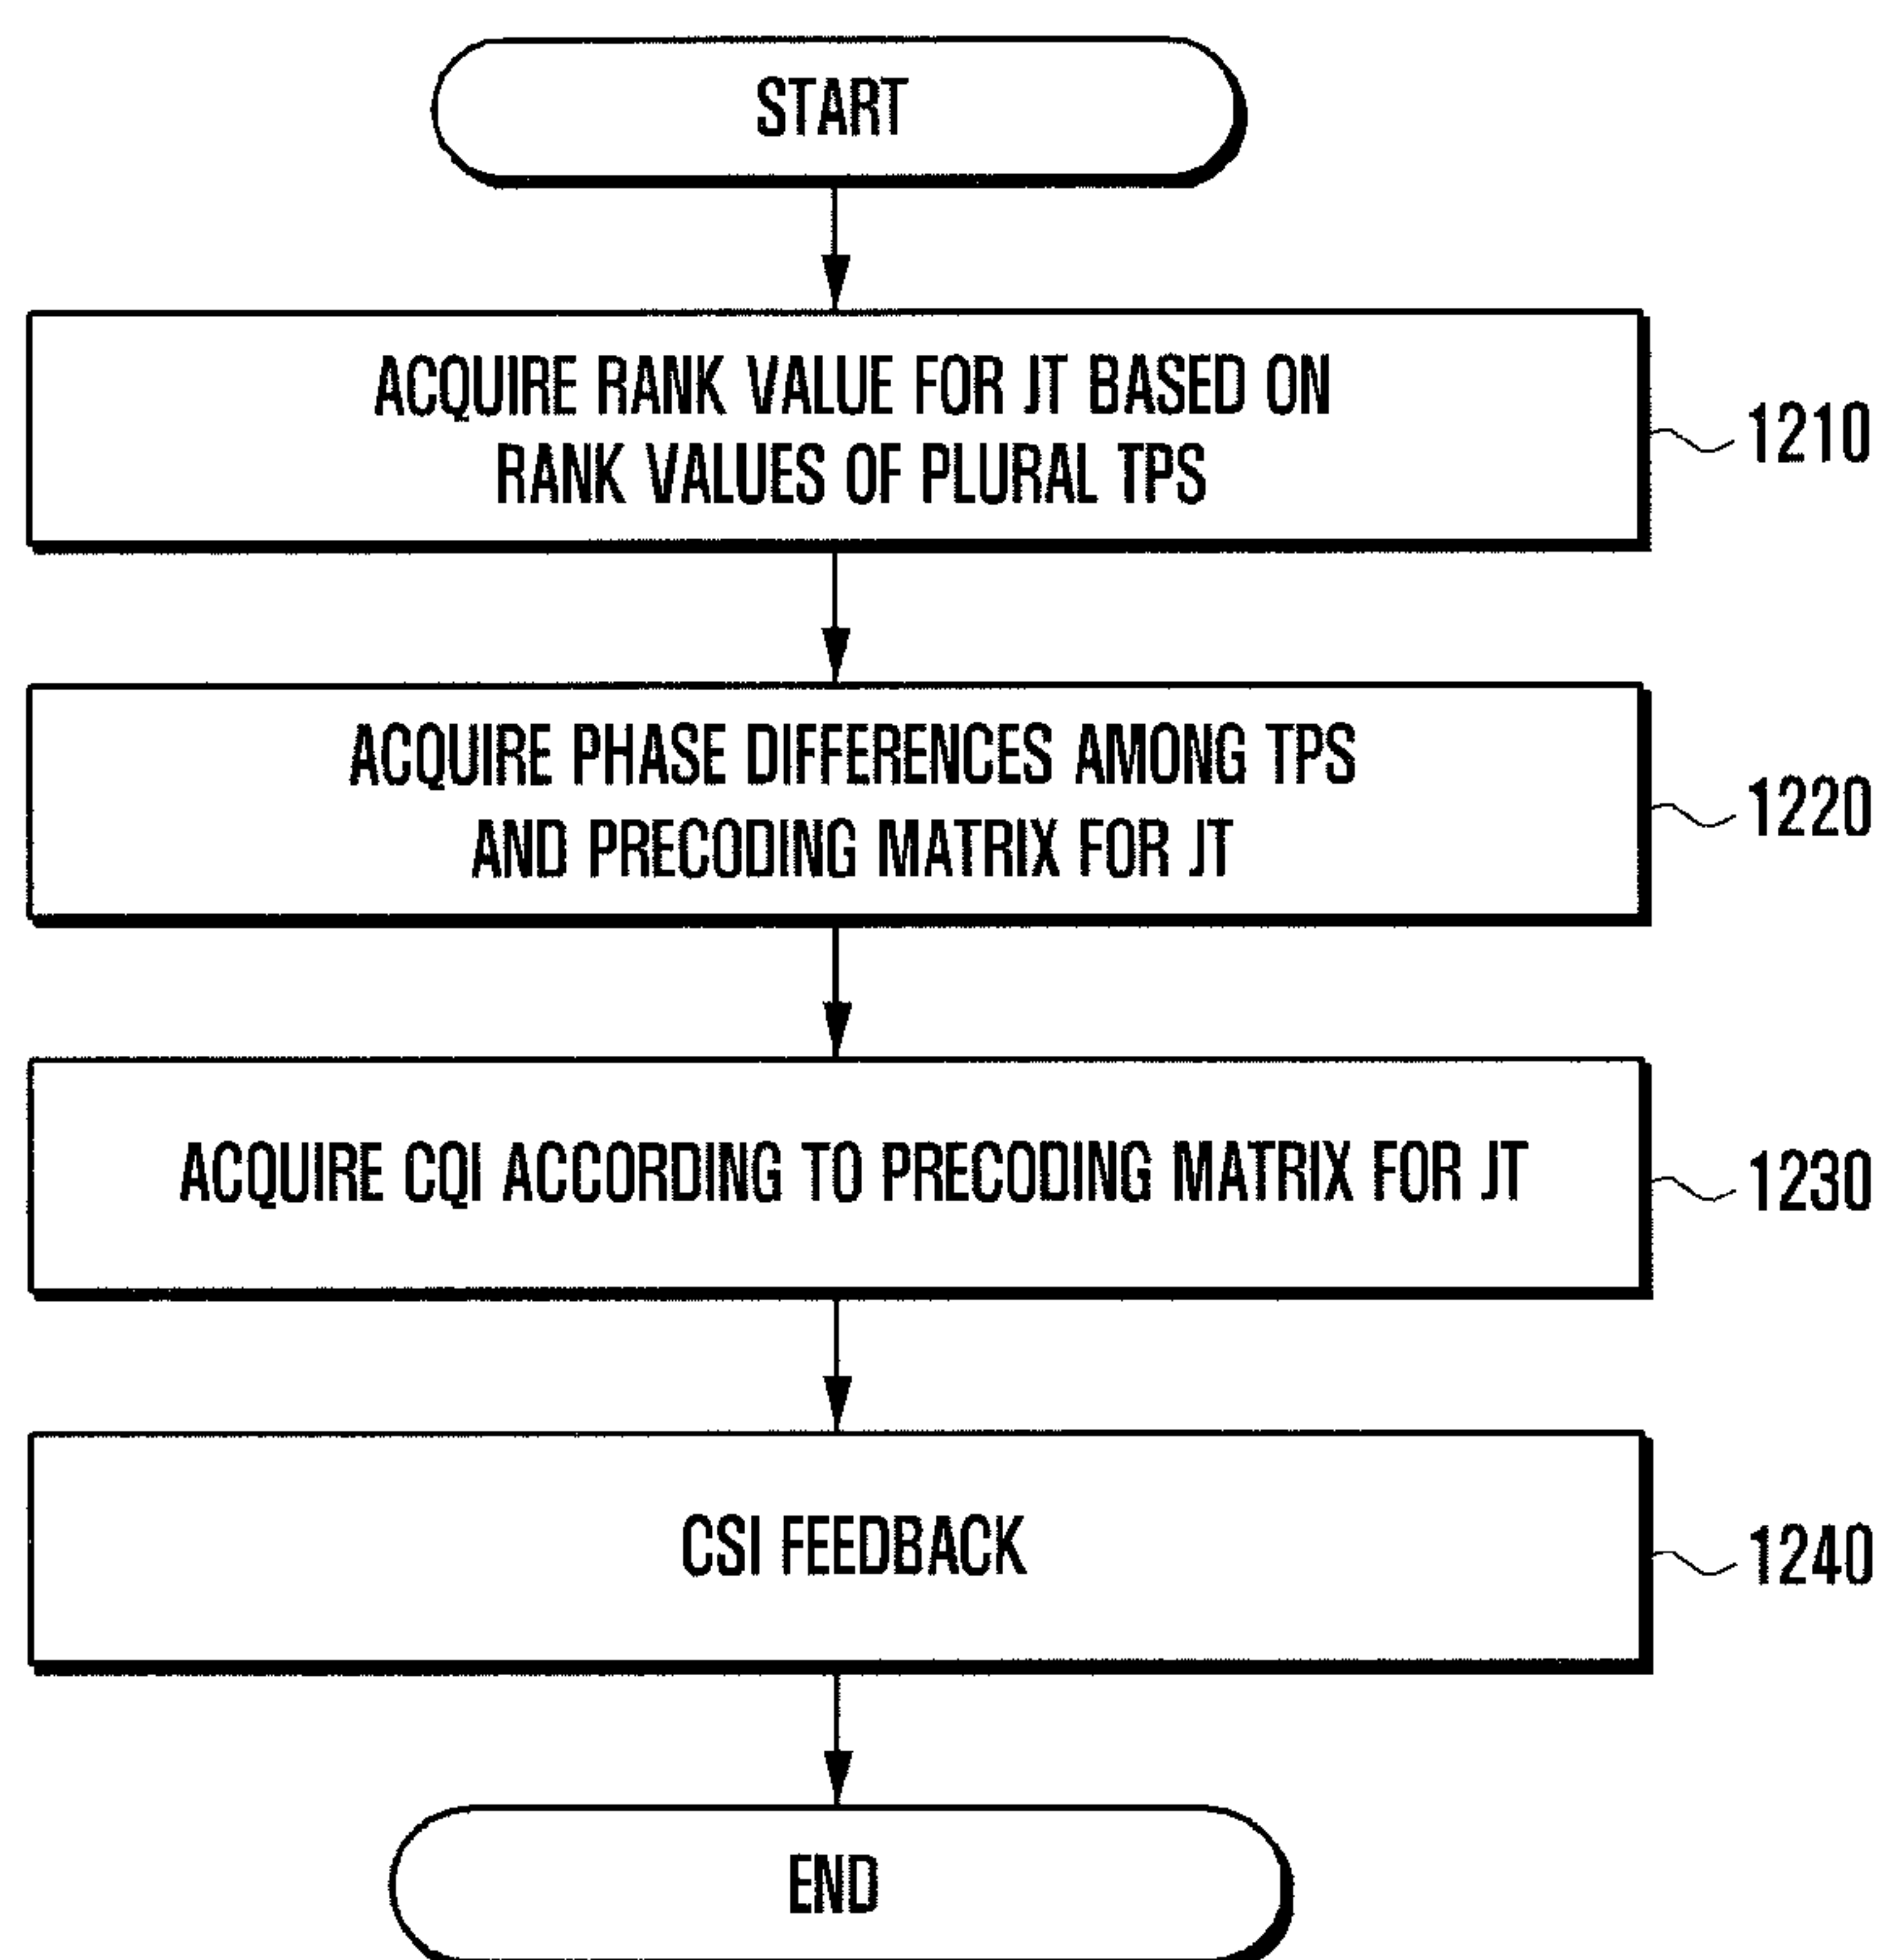 START
ACQUIRE RANK VALUE FOR JT BASED ON
RANK VALUES OF PLURAL TPS
1210
ACQUIRE PHASE DIFFERENCES AMONG TPS
AND PRECODING MATRIX FOR JT
1220
ACQUIRE CQI ACCORDING TO PRECODING MATRIX FOR JT
1230
CSI FEEDBACK
1240
END